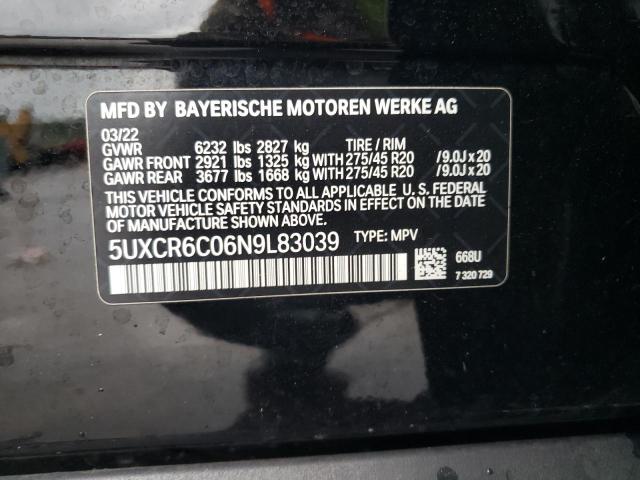 MFD BY BAYERISCHE MOTOREN WERKE AG
03/22
GVWR 6232 lbs 2827 kg TIRE / RIM
GAWR FRONT 2921 lbs 1325 kg WITH 275/45 R20 /9.0J x 20
GAWR REAR 3677 lbs 1668 kg WITH 275/45 R20 /9.0J x 20
THIS VEHICLE CONFORMS TO ALL APPLICABLE U. S. FEDERAL
MOTOR VEHICLE SAFETY STANDARDS IN EFFECT ON THE DATE
OF MANUFACTURE SHOWN ABOVE.
5UXCR6C06N9L83039 TYPE: MPV
668U
7 320 729